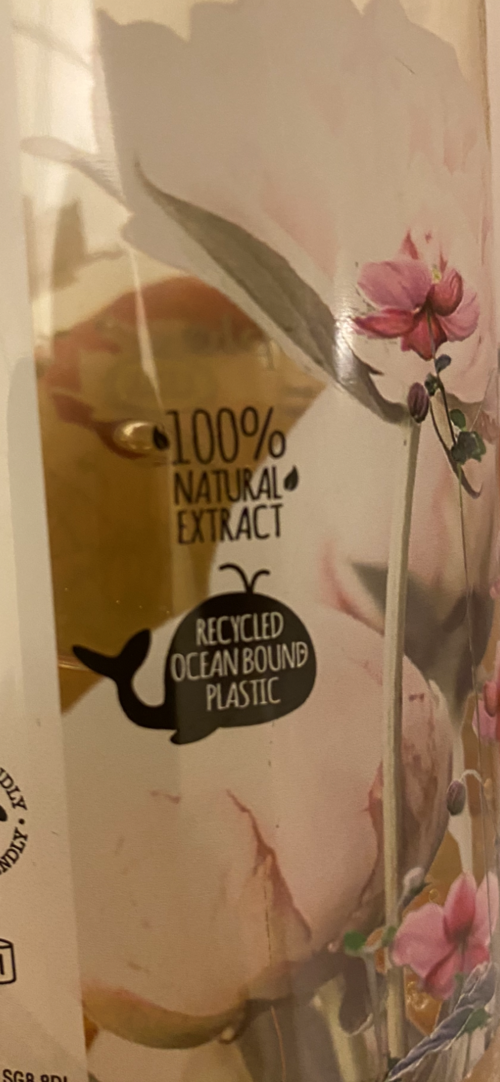 100%
NATURAL
EXTRACT
RECYCLED
OCEAN BOUND
PLASTIC